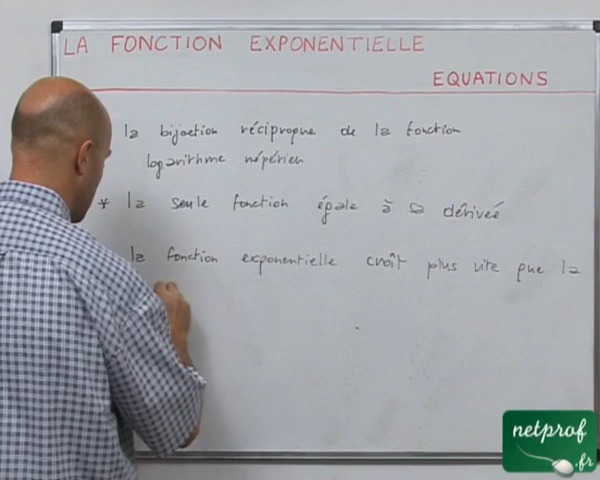 LA FONCTION EXPONENTIELLE
EQUATIONS
la bijection réciproque de la fonction
logarithme népérien
* la seule fonction égale à sa dérivée
la fonction exponentielle croît plus vite que la
netprof
.fr